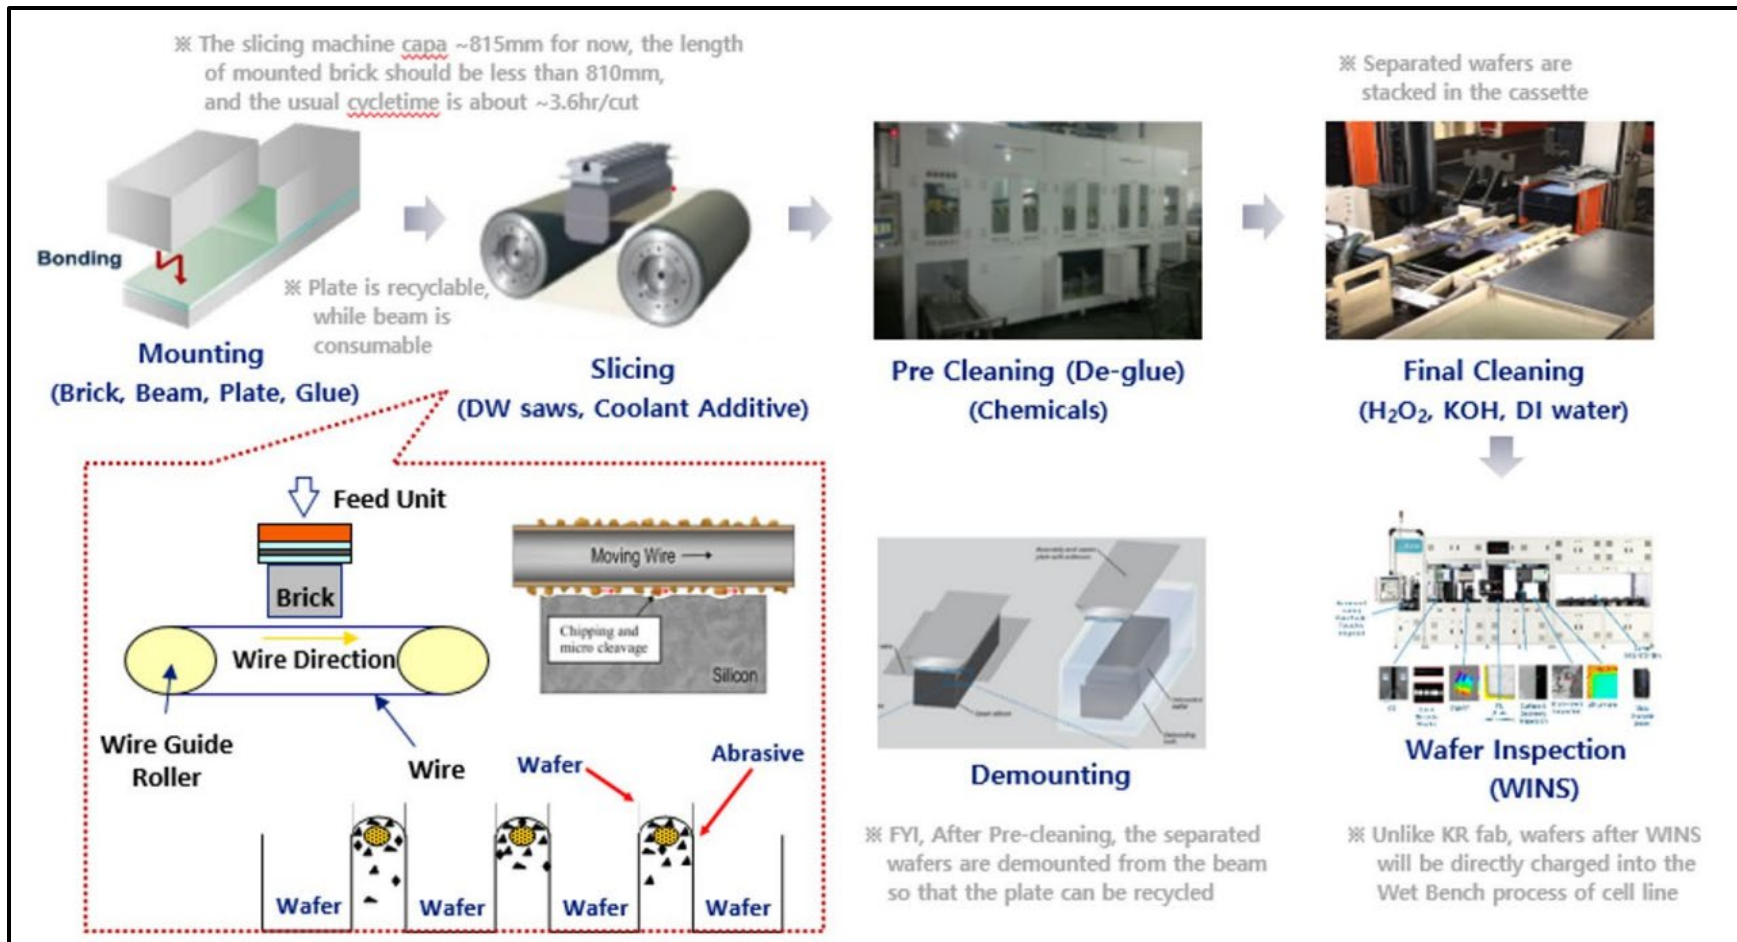 ※ The slicing machine capa ~815mm for now, the length
of mounted brick should be less than 810mm,
and the usual cycletime is about ~3.6hr/cut
※ Separated wafers are
stacked in the cassette
Bonding
※ Plate is recyclable,
while beam is
consumable
Mounting
(Brick, Beam, Plate, Glue)
Slicing
(DW saws, Coolant Additive)
Pre Cleaning (De-glue)
(Chemicals)
Final Cleaning
(H₂O₂, KOH, DI water)
Feed Unit
Brick
Wire Direction
Wire Guide
Roller
Wire
Moving Wire
Chipping and
micro cleavage
Silicon
Wafer
Abrasive
Wafer
Wafer
Wafer
Wafer
Demounting
※ FYI, After Pre-cleaning, the separated
wafers are demounted from the beam
so that the plate can be recycled
Wafer Inspection
(WINS)
※ Unlike KR fab, wafers after WINS
will be directly charged into the
Wet Bench process of cell line